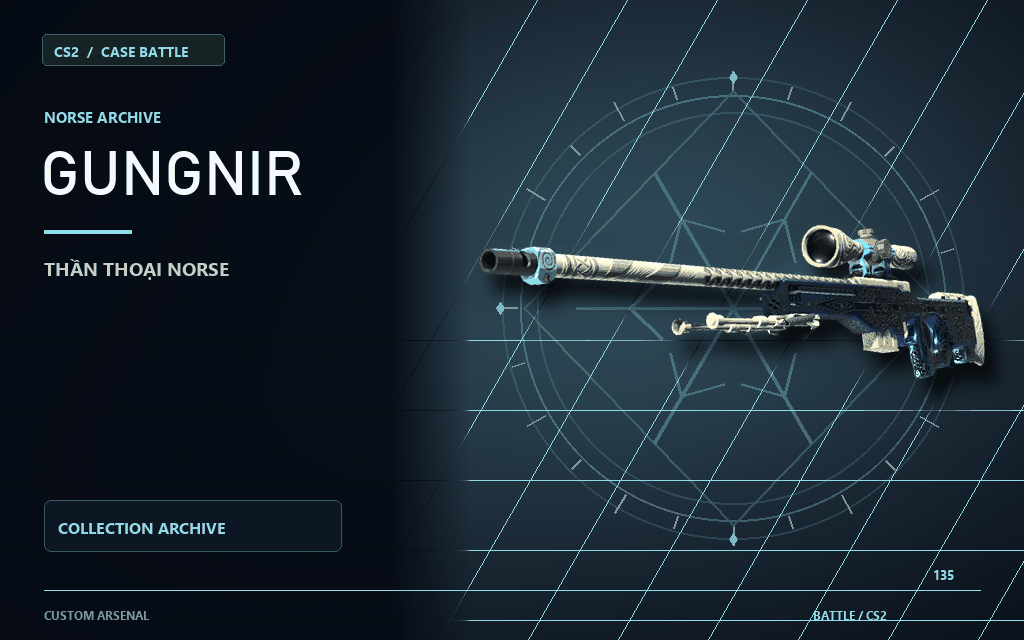 CS2 / CASE BATTLE
NORSE ARCHIVE
GUNGNIR
THẦN THOẠI NORSE
COLLECTION ARCHIVE
135
CUSTOM ARSENAL
BATTLE / CS2